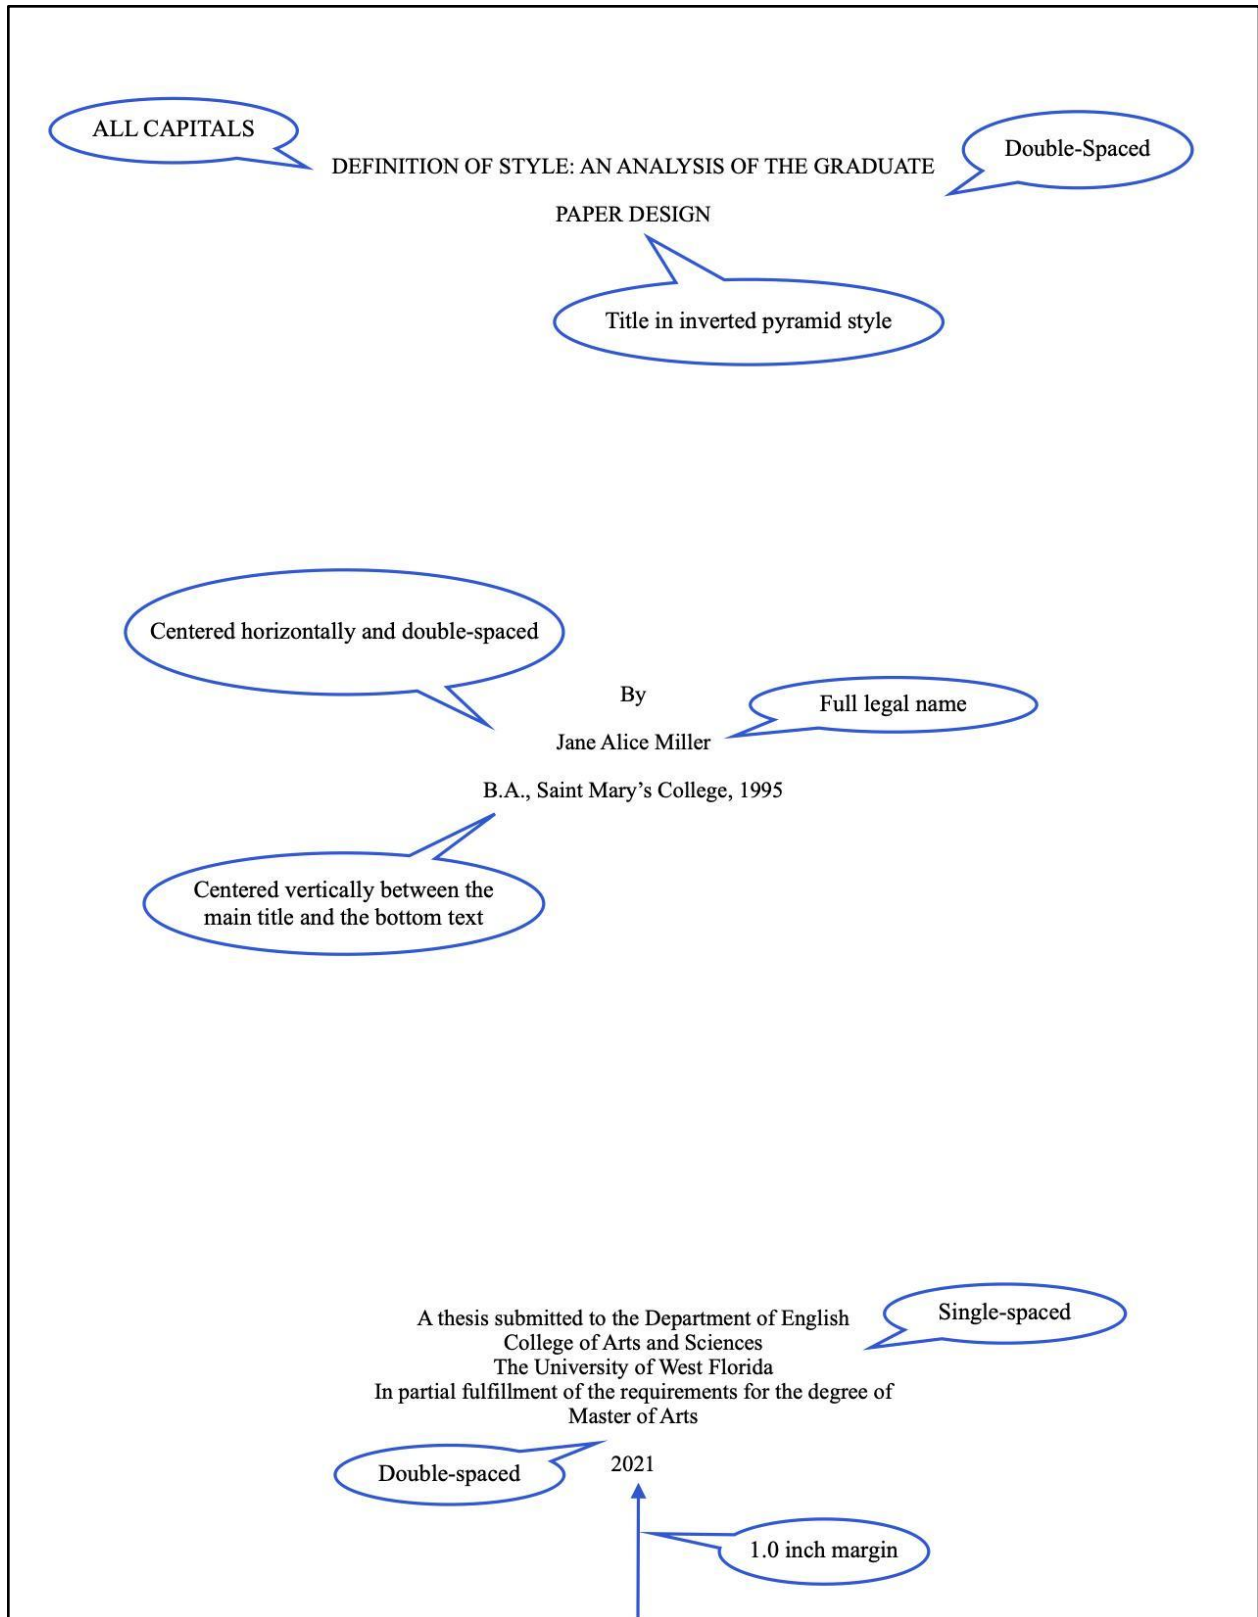 ALL CAPITALS
Double-Spaced
DEFINITION OF STYLE: AN ANALYSIS OF THE GRADUATE
PAPER DESIGN
Title in inverted pyramid style
Centered horizontally and double-spaced
By
Full legal name
Jane Alice Miller
B.A., Saint Mary’s College, 1995
Centered vertically between the
main title and the bottom text
A thesis submitted to the Department of English
Single-spaced
College of Arts and Sciences
The University of West Florida
In partial fulfillment of the requirements for the degree of
Master of Arts
Double-spaced
2021
1.0 inch margin